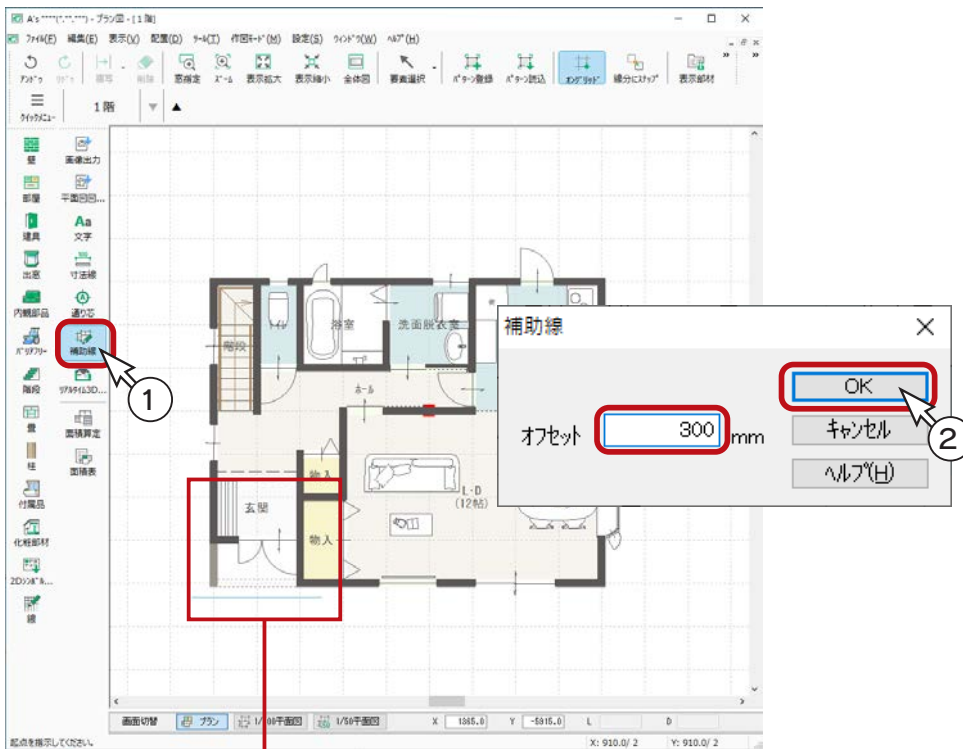 A's ****(*.**.***) - プラン図 - [1 階]
ファイル(F) 編集(E) 表示(V) 配置(D) ツール(T) 作図モード(M) 設定(S) ウィンドウ(W) ヘルプ(H)
アンドゥ リドゥ 複写 削除 窓指定 ズーム 表示拡大 表示縮小 全体図 要素選択 パターン登録 パターン読込 オングリッド 線分にスナップ 表示部材
クイックメニュー 1 階
壁 画像出力
部屋 平面図図...
建具 文字
出窓 寸法線
内観部品 通り芯
バリアフリー 補助線
階段 リアルタイム3D...
畳 面積算定
柱 面積表
付属品
化粧部材
2Dシンボル...
線
1
階段
トイレ
浴室
洗面脱衣室
ホール
物入
玄関
物入
L・D
(12帖)
補助線
オフセット 300 mm
OK
キャンセル
ヘルプ(H)
2
画面切替 プラン 1/100平面図 1/50平面図 X 1365.0 Y -5915.0 L D
起点を指示してください。 X: 910.0/ 2 Y: 910.0/ 2